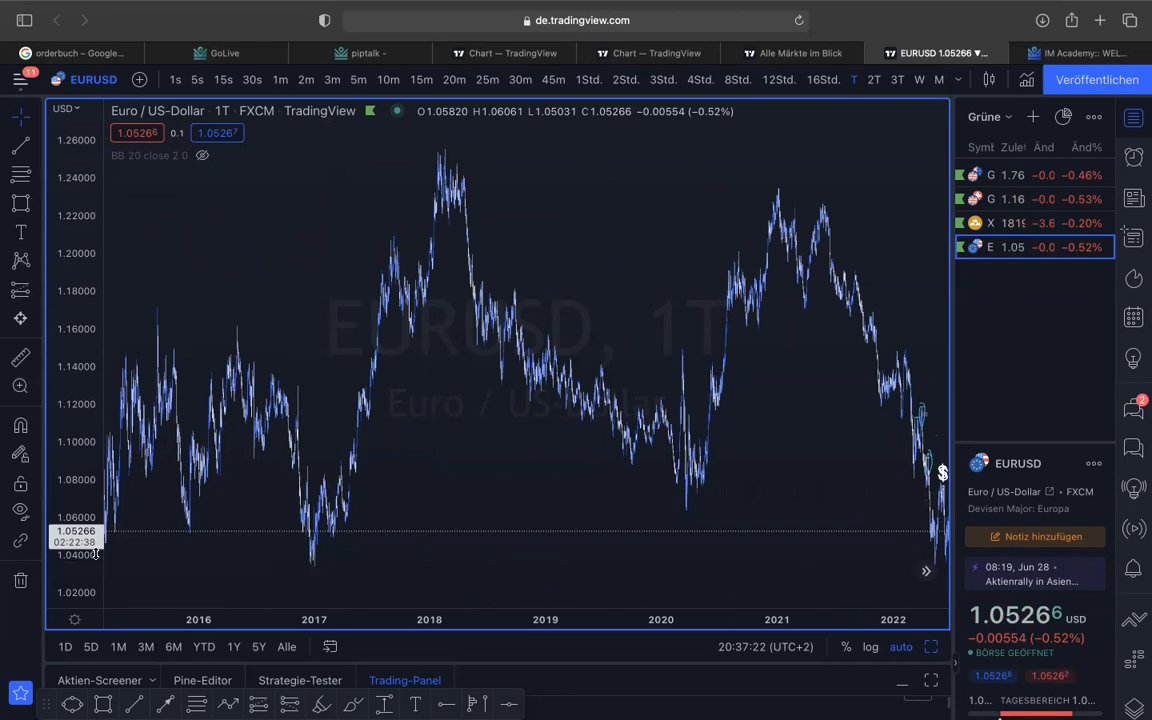 de.tradingview.com
orderbuch – Google...
GoLive
piptalk -
Chart — TradingView
Chart — TradingView
Alle Märkte im Blick
EURUSD 1.05266 ▼...
IM Academy:: WEL...
11
EURUSD
1s 5s 15s 30s 1m 2m 3m 5m 10m 15m 20m 25m 30m 45m 1Std. 2Std. 3Std. 4Std. 8Std. 12Std. 16Std. T 2T 3T W M
Veröffentlichen
USD
Euro / US-Dollar · 1T · FXCM · TradingView
O1.05820 H1.06061 L1.05031 C1.05266 −0.00554 (−0.52%)
1.05266 0.1 1.05267
BB 20 close 2 0
1.26000
1.24000
1.22000
1.20000
1.18000
1.16000
1.14000
1.12000
1.10000
1.08000
1.06000
1.05266
02:22:38
1.04000
1.02000
EURUSD, 1T
Euro / US-Dollar
$
2016 2017 2018 2019 2020 2021 2022
1D 5D 1M 3M 6M YTD 1Y 5Y Alle
20:37:22 (UTC+2) % log auto
Aktien-Screener Pine-Editor Strategie-Tester Trading-Panel
Grüne
Symb Zulet Änd Änd%
G 1.76 −0.0 −0.46%
G 1.16 −0.0 −0.53%
X 1819 −3.6 −0.20%
E 1.05 −0.0 −0.52%
2
EURUSD
Euro / US-Dollar · FXCM
Devisen Major: Europa
Notiz hinzufügen
08:19, Jun 28 •
Aktienrally in Asien...
1.05266 USD
−0.00554 (−0.52%)
BÖRSE GEÖFFNET
1.05266 1.05267
1.0... TAGESBEREICH 1.0...